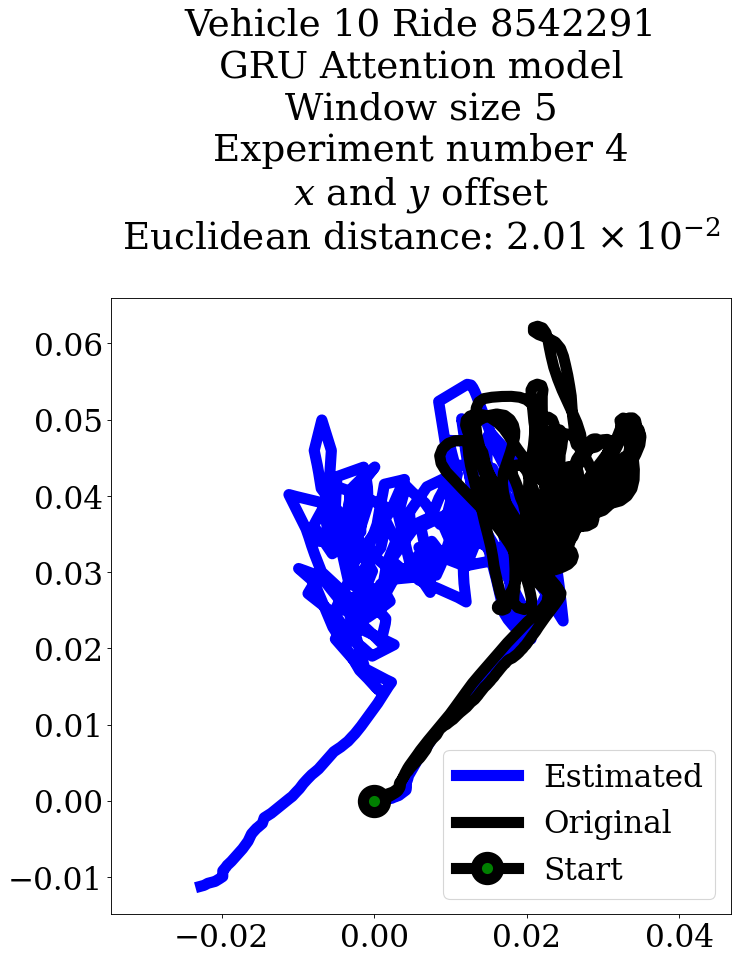 Vehicle 10 Ride 8542291
GRU Attention model
Window size 5
Experiment number 4
x and y offset
Euclidean distance: 2.01 × 10⁻²
0.06
0.05
0.04
0.03
0.02
0.01
0.00
−0.01
Estimated
Original
Start
−0.02 0.00 0.02 0.04